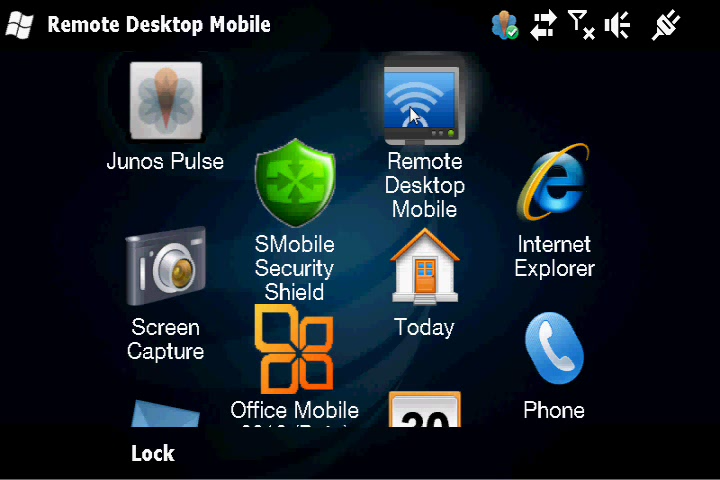 Remote Desktop Mobile
Junos Pulse
Remote
Desktop
Mobile
SMobile
Security
Shield
Internet
Explorer
Screen
Capture
Today
Office Mobile
Phone
30
Lock